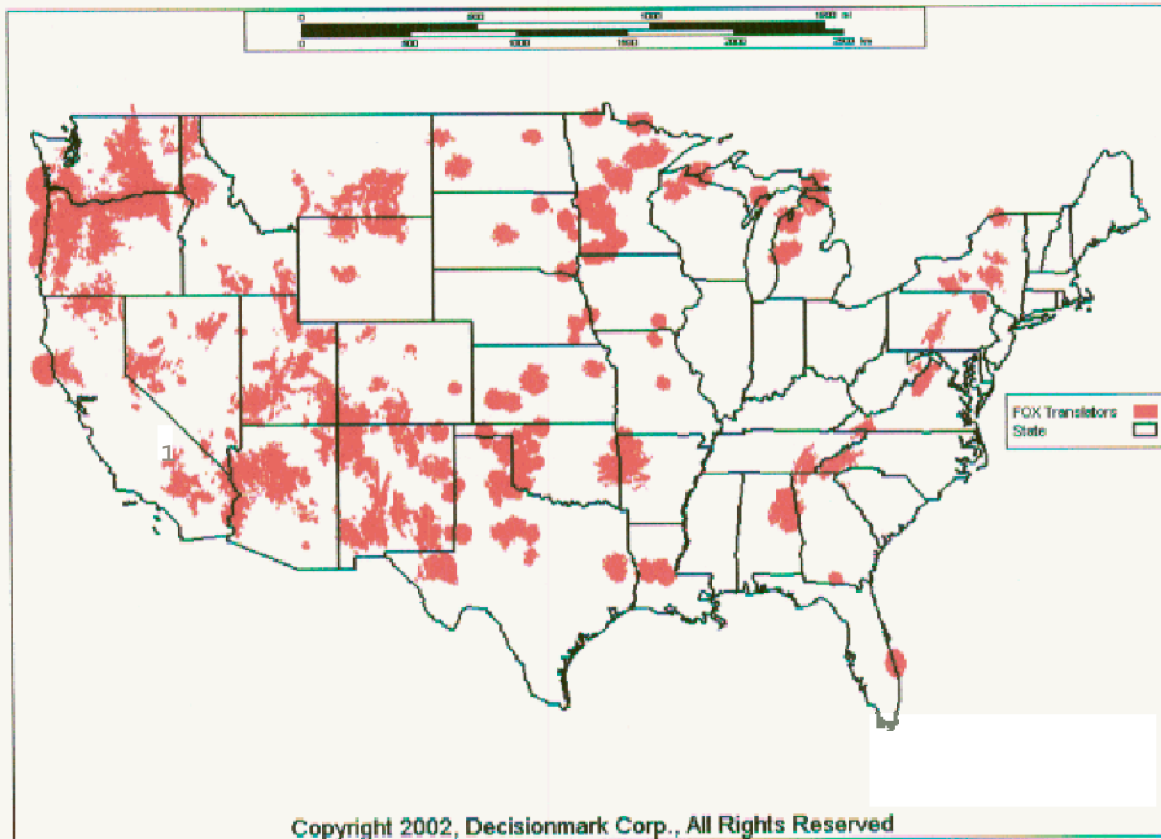 0 500 1000 1500 mi
0 500 1000 1500 2000 2500 km
1
FOX Translators
State
Copyright 2002, Decisionmark Corp., All Rights Reserved